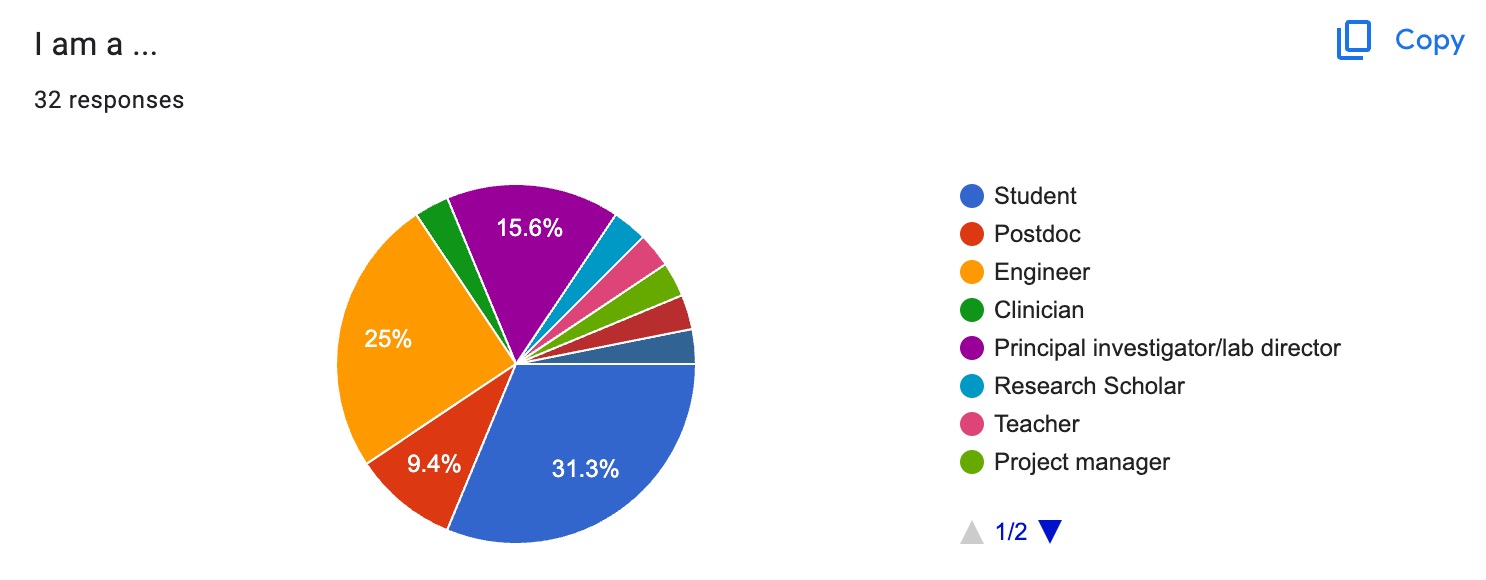 I am a ...
Copy
32 responses
15.6%
25%
9.4%
31.3%
Student
Postdoc
Engineer
Clinician
Principal investigator/lab director
Research Scholar
Teacher
Project manager
1/2